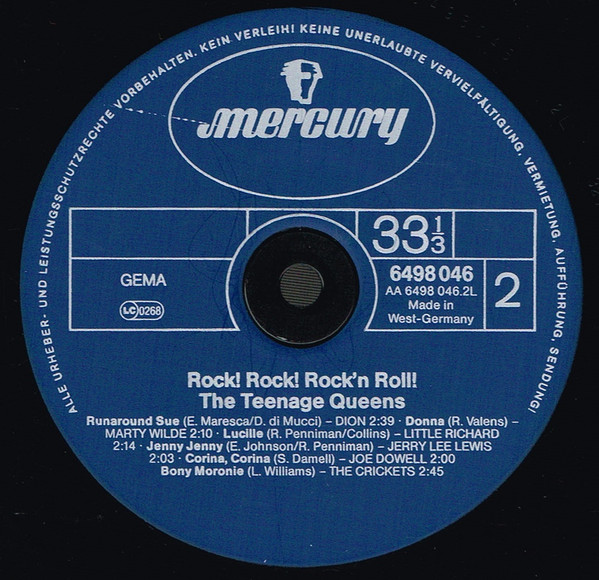 ALLE URHEBER- UND LEISTUNGSSCHUTZRECHTE VORBEHALTEN. KEIN VERLEIH! KEINE UNERLAUBTE VERVIELFÄLTIGUNG, VERMIETUNG, AUFFÜHRUNG, SENDUNG!
mercury
33 1/3
GEMA
LC 0268
6498 046
AA 6498 046.2L
Made in
West-Germany
2
Rock! Rock! Rock'n Roll!
The Teenage Queens
Runaround Sue (E. Maresca/D. di Mucci) – DION 2:39 · Donna (R. Valens) –
MARTY WILDE 2:10 · Lucille (R. Penniman/Collins) – LITTLE RICHARD
2:14 · Jenny Jenny (E. Johnson/R. Penniman) – JERRY LEE LEWIS
2:03 · Corina, Corina (S. Damell) – JOE DOWELL 2:00
Bony Moronie (L. Williams) – THE CRICKETS 2:45